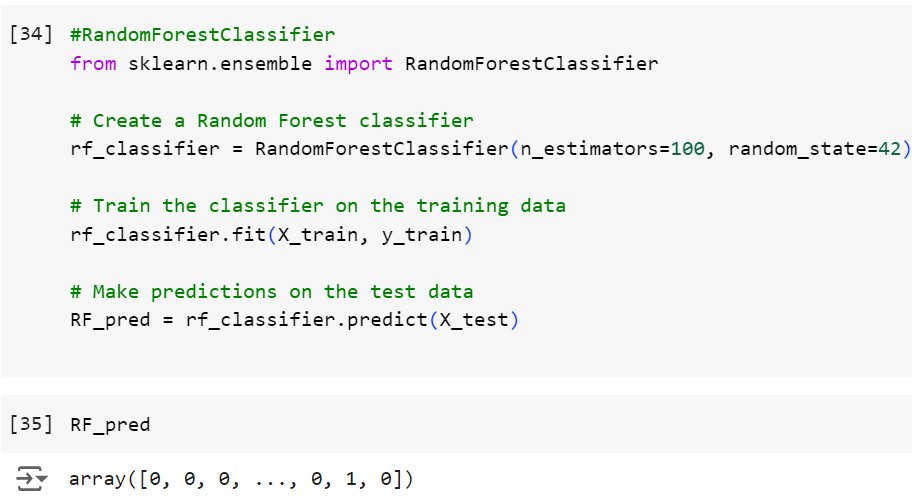 [34] #RandomForestClassifier
from sklearn.ensemble import RandomForestClassifier
# Create a Random Forest classifier
rf_classifier = RandomForestClassifier(n_estimators=100, random_state=42)
# Train the classifier on the training data
rf_classifier.fit(X_train, y_train)
# Make predictions on the test data
RF_pred = rf_classifier.predict(X_test)
[35] RF_pred
array([0, 0, 0, ..., 0, 1, 0])